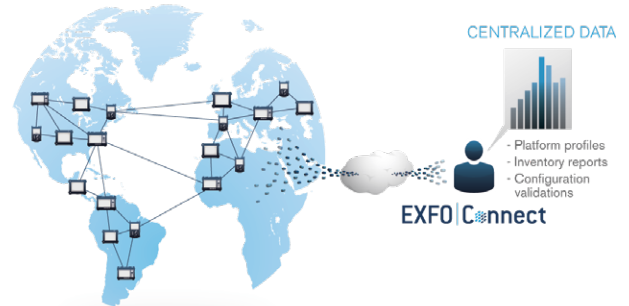 CENTRALIZED DATA
- Platform profiles
- Inventory reports
- Configuration
validations
EXFO|Connect